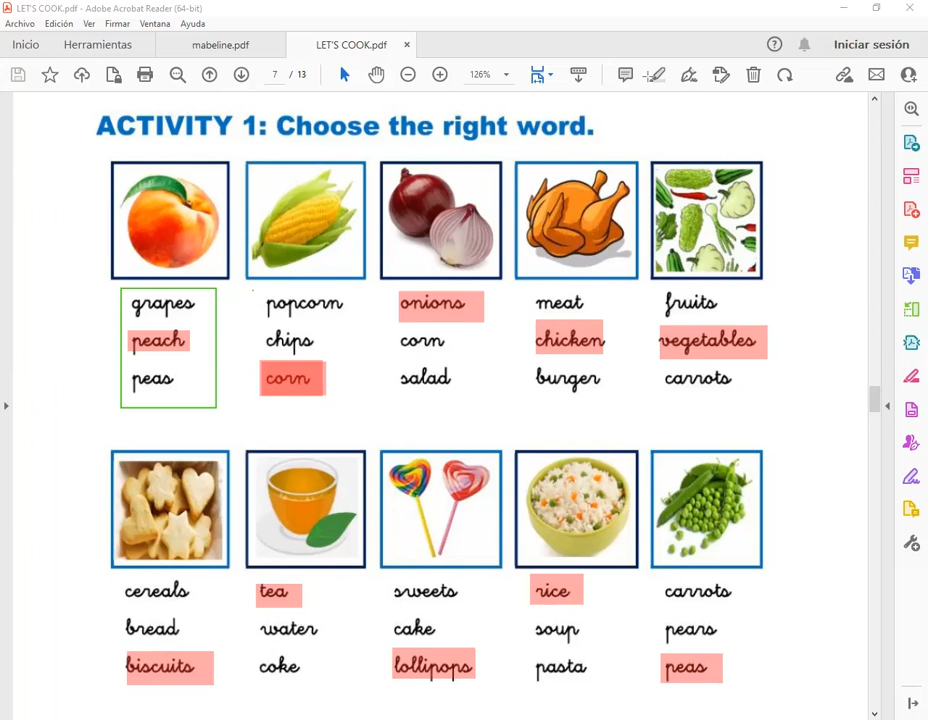 LET'S COOK.pdf - Adobe Acrobat Reader (64-bit)
Archivo Edición Ver Firmar Ventana Ayuda
Inicio Herramientas mabeline.pdf LET'S COOK.pdf × Iniciar sesión
7 / 13 126%
ACTIVITY 1: Choose the right word.
grapes popcorn onions meat fruits
peach chips corn chicken vegetables
peas corn salad burger carrots
cereals tea sweets rice carrots
bread water cake soup pears
biscuits coke lollipops pasta peas